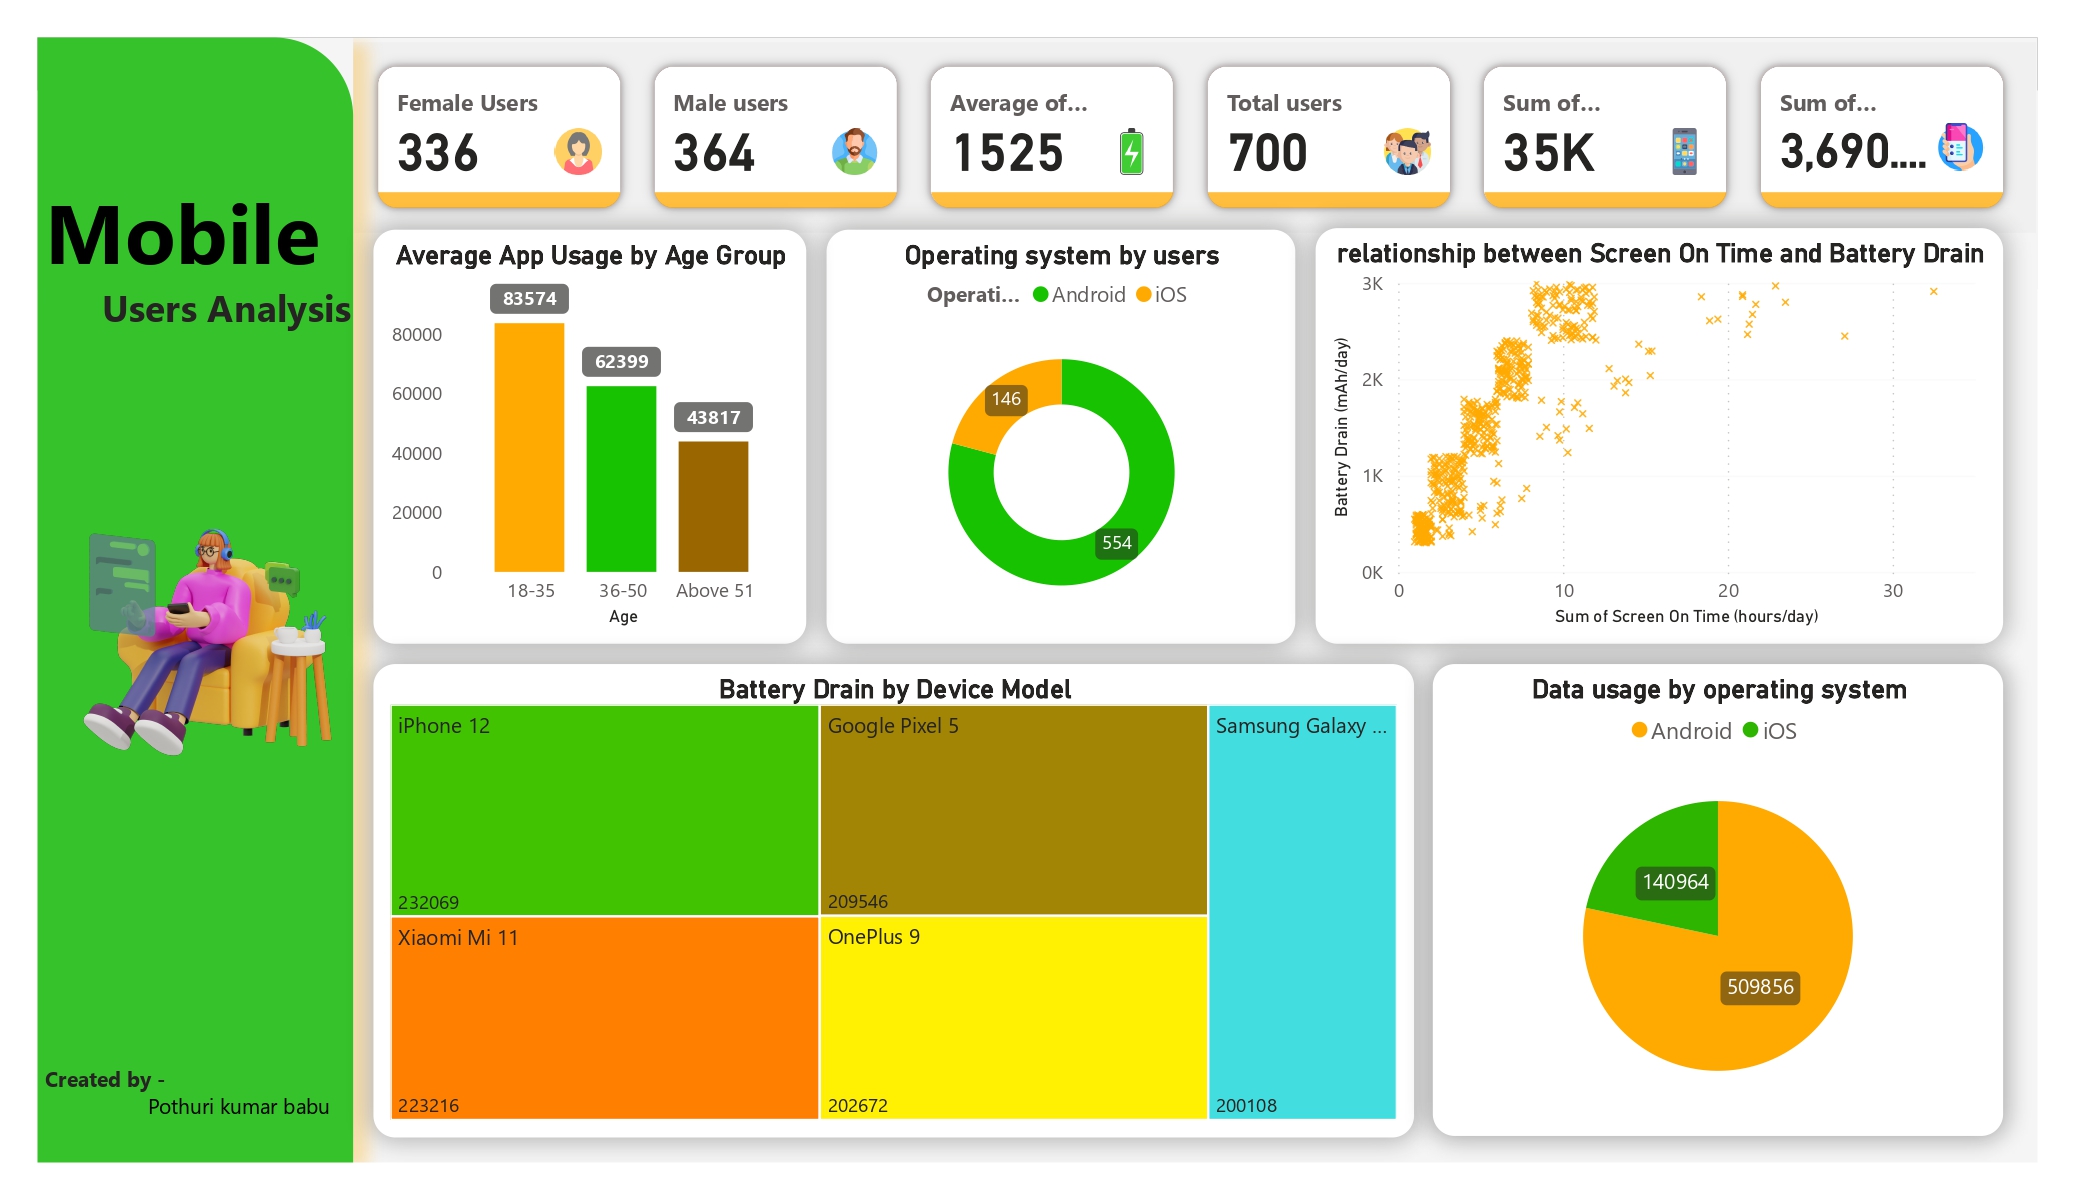 Mobile
Users Analysis
Created by -
Pothuri kumar babu
Female Users
336
Male users
364
Average of...
1525
Total users
700
Sum of...
35K
Sum of...
3,690....
Average App Usage by Age Group
83574
62399
43817
80000
60000
40000
20000
0
18-35 36-50 Above 51
Age
Operating system by users
Operati... Android iOS
146
554
relationship between Screen On Time and Battery Drain
Battery Drain (mAh/day)
3K
2K
1K
0K
0 10 20 30
Sum of Screen On Time (hours/day)
Battery Drain by Device Model
iPhone 12
232069
Google Pixel 5
209546
Samsung Galaxy ...
200108
Xiaomi Mi 11
223216
OnePlus 9
202672
Data usage by operating system
Android iOS
140964
509856